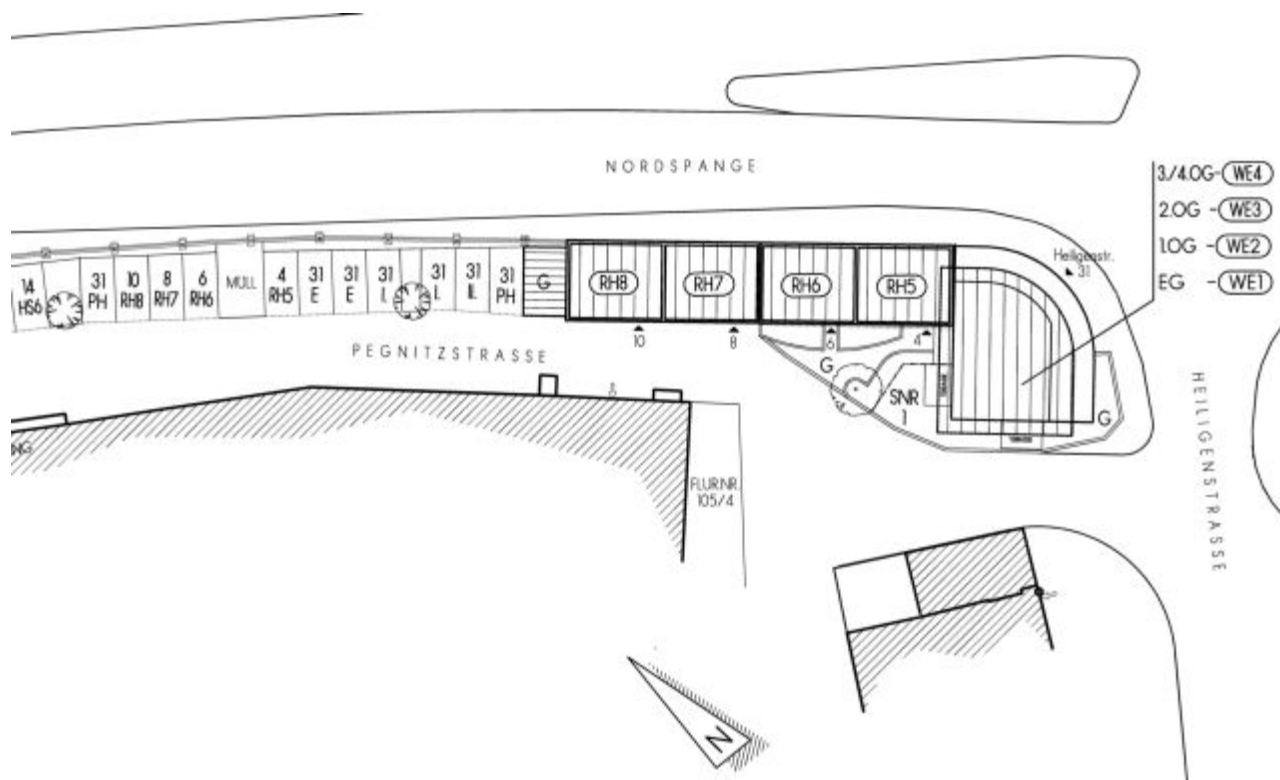 NORDSPANGE
3./4.OG-WE4
2.OG -WE3
1.OG -WE2
EG -WE1
Heiligenstr.
31
14
HS6
31
PH
10
RH8
8
RH7
6
RH6
MÜLL
4
RH5
31
E
31
E
31
I.
31
I.
31
II.
31
PH
G
RH8
RH7
RH6
RH5
10
8
6
4
PEGNITZSTRASSE
G
SNR
1
G
HEILIGENSTRASSE
NG
FLUR.NR.
105/4
N